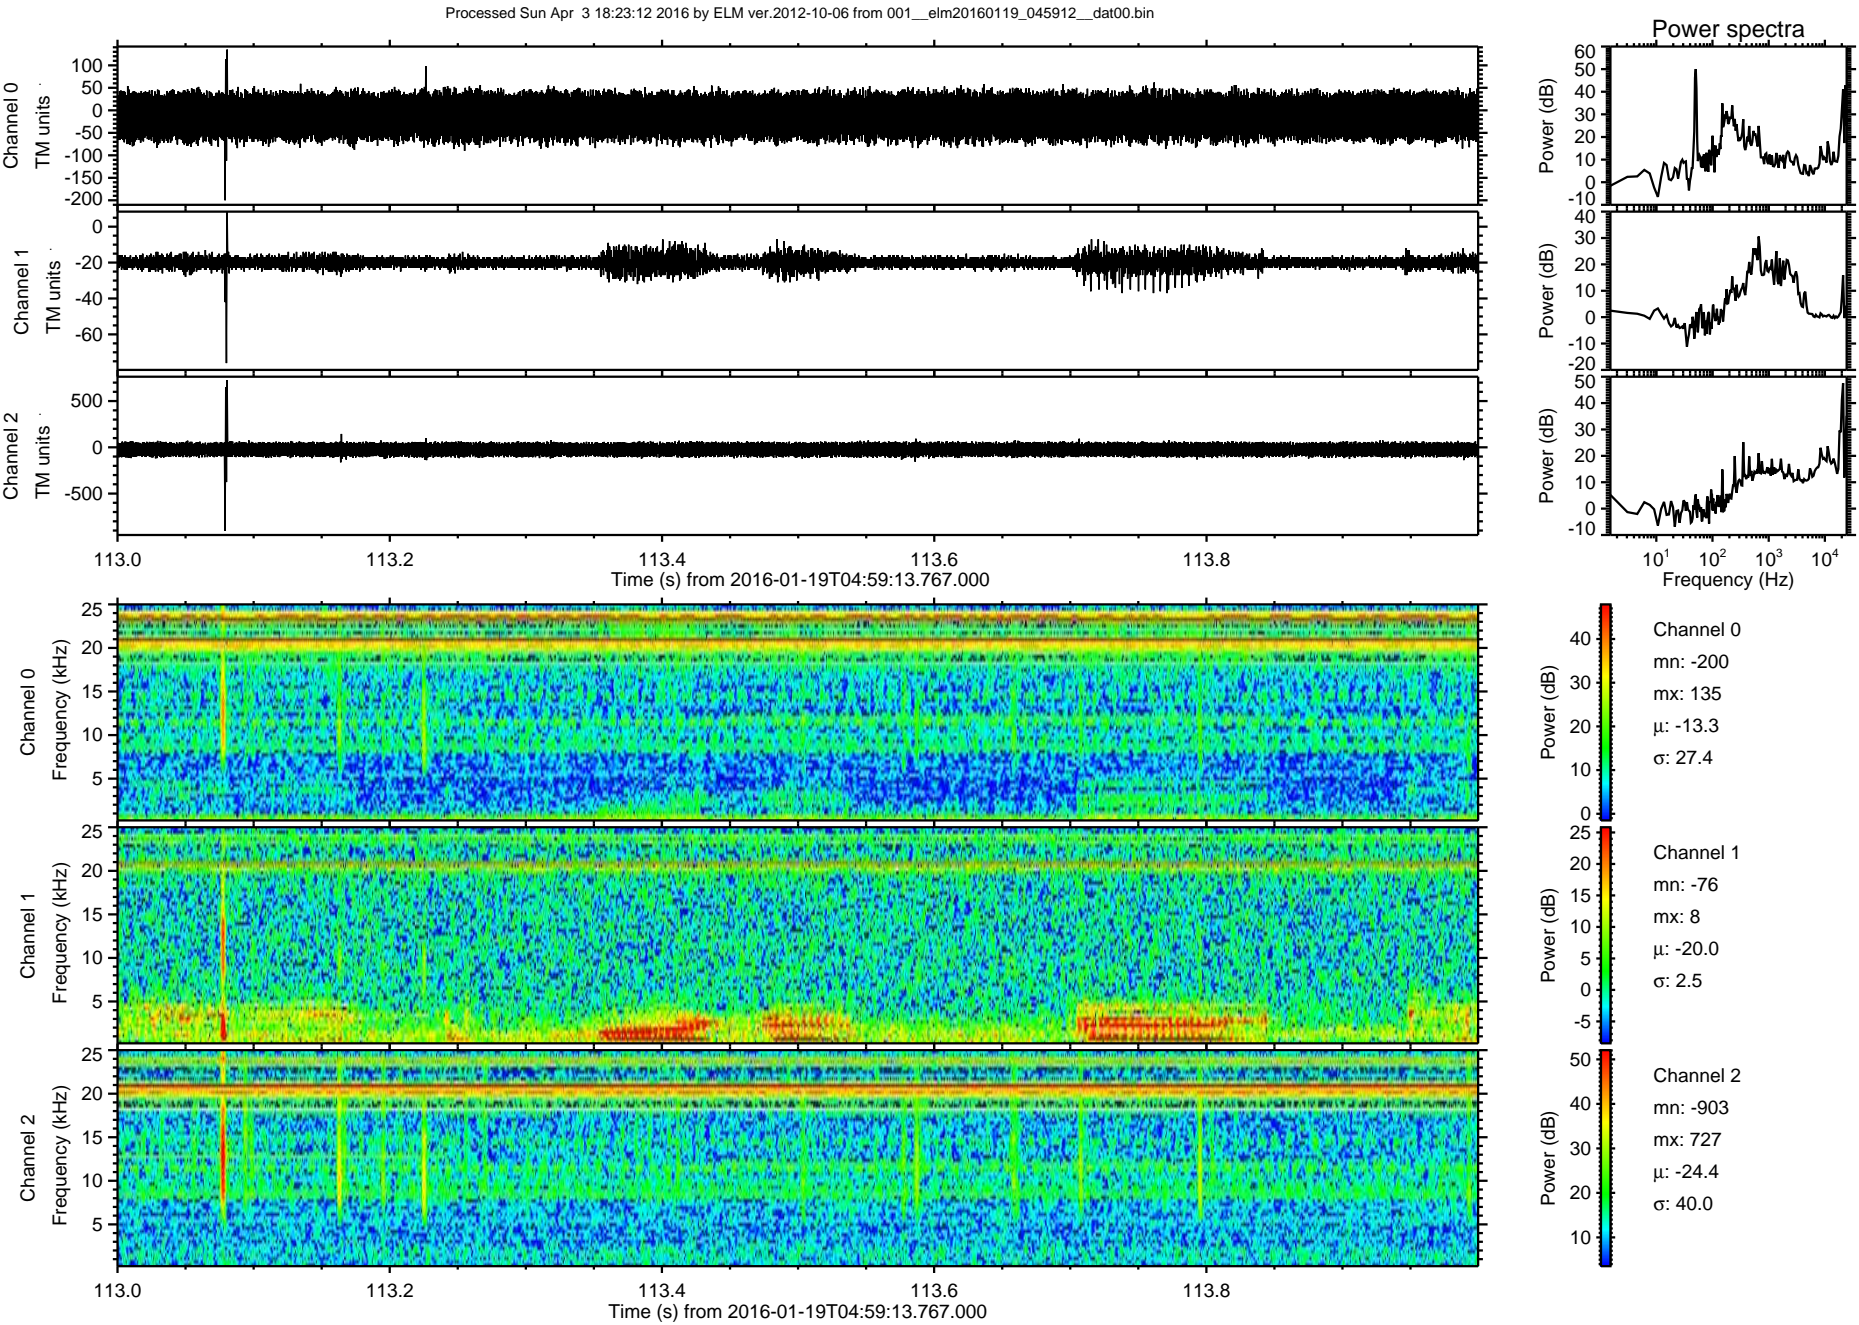 Processed Sun Apr  3 18:23:12 2016 by ELM ver.2012-10-06 from 001__elm20160119_045912__dat00.bin
Power spectra
Channel 0
TM units
100
50
0
-50
-100
-150
-200
Power (dB)
60
50
40
30
20
10
0
-10
Channel 1
TM units
0
-20
-40
-60
Power (dB)
40
30
20
10
0
-10
-20
Channel 2
TM units
500
0
-500
Power (dB)
50
40
30
20
10
0
-10
113.0 113.2 113.4 113.6 113.8
Time (s) from 2016-01-19T04:59:13.767.000
10¹ 10² 10³ 10⁴
Frequency (Hz)
Channel 0
Frequency (kHz)
25
20
15
10
5
Power (dB)
40
30
20
10
0
Channel 0
mn: -200
mx: 135
μ: -13.3
σ: 27.4
Channel 1
Frequency (kHz)
25
20
15
10
5
Power (dB)
25
20
15
10
5
0
-5
Channel 1
mn: -76
mx: 8
μ: -20.0
σ: 2.5
Channel 2
Frequency (kHz)
25
20
15
10
5
Power (dB)
50
40
30
20
10
Channel 2
mn: -903
mx: 727
μ: -24.4
σ: 40.0
113.0 113.2 113.4 113.6 113.8
Time (s) from 2016-01-19T04:59:13.767.000